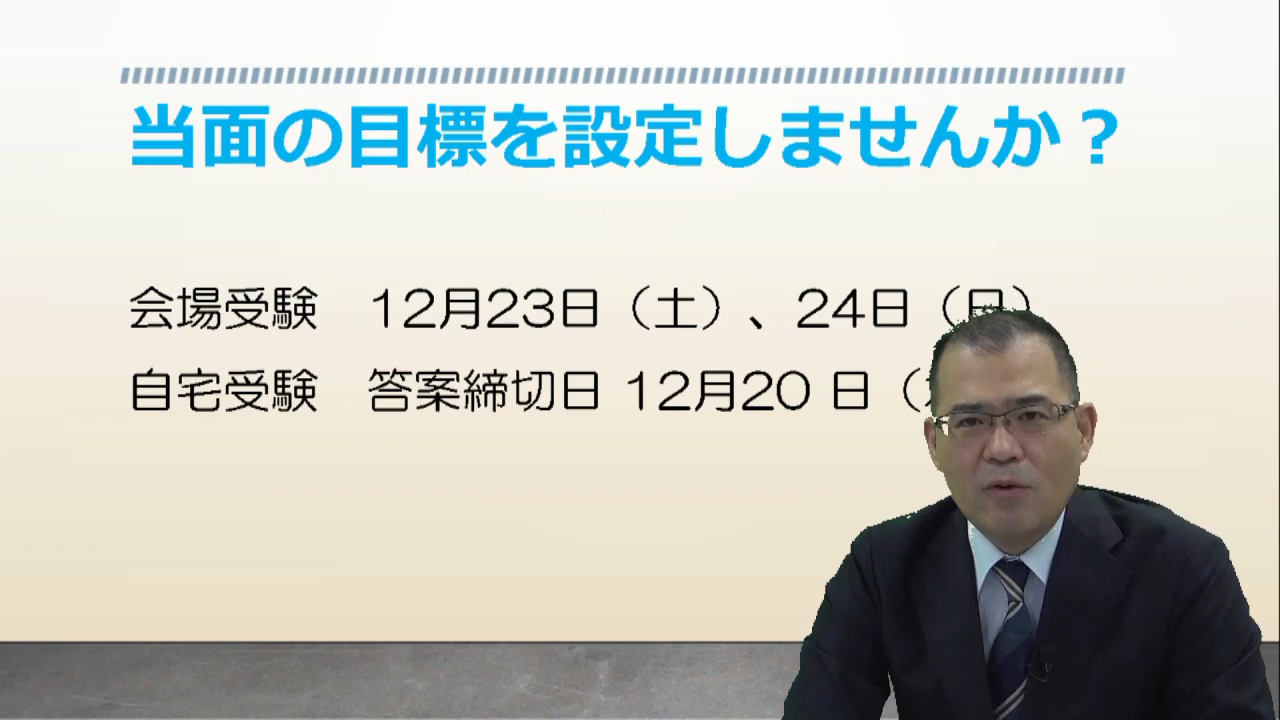 当面の目標を設定しませんか？
会場受験　12月23日（土）、24日（日）
自宅受験　答案締切日 12月20 日（